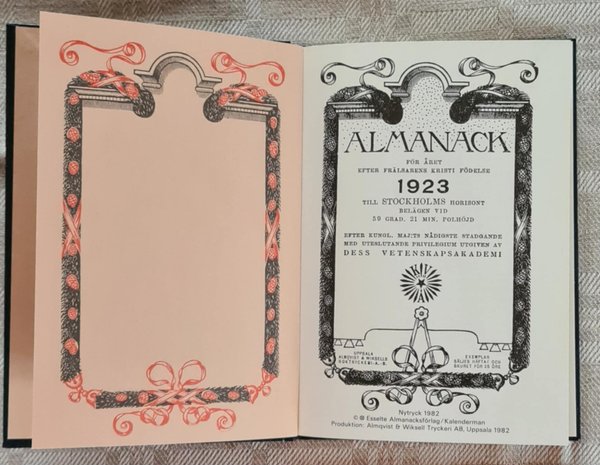 ALMANACK
FÖR ÅRET
EFTER FRÄLSARENS KRISTI FÖDELSE
1923
TILL STOCKHOLMS HORISONT
BELÄGEN VID
59 GRAD. 21 MIN. POLHÖJD
EFTER KUNGL. MAJ:TS NÅDIGSTE STADGANDE
MED UTESLUTANDE PRIVILEGIUM UTGIVEN AV
DESS VETENSKAPSAKADEMI
UPPSALA
ALMQVIST & WIKSELLS
BOKTRYCKERI-A.-B.
EXEMPLAR
SÄLJES HÄFTAT OCH
SKURET FÖR 25 ÖRE
Nytryck 1982
© Esselte Almanacksförlag/Kalenderman
Produktion: Almqvist & Wiksell Tryckeri AB, Uppsala 1982